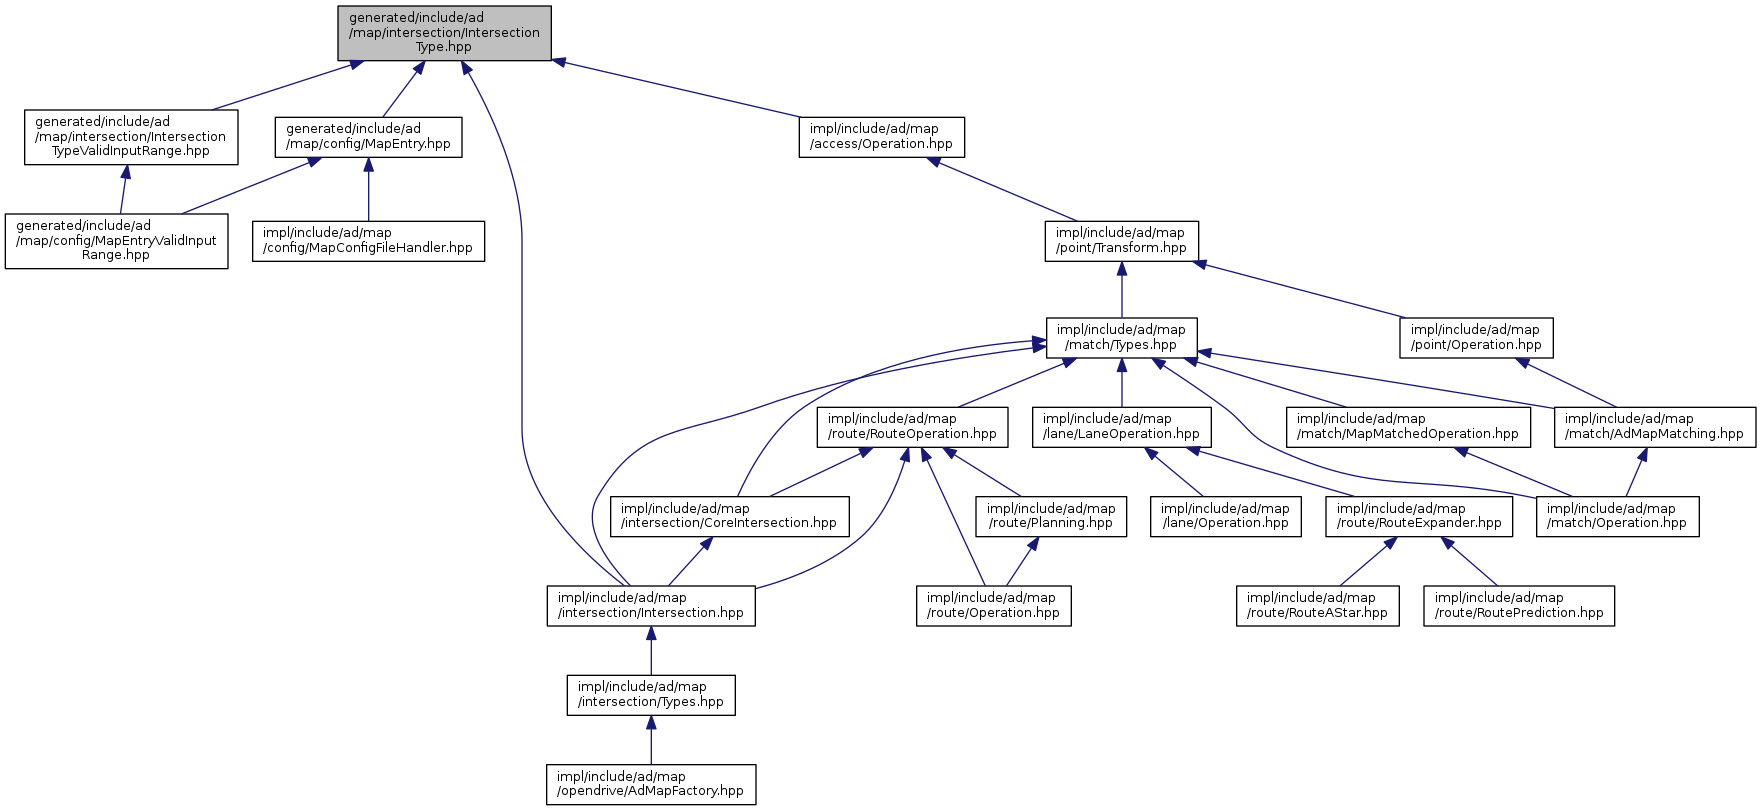 generated/include/ad
/map/intersection/Intersection
Type.hpp
generated/include/ad
/map/intersection/Intersection
TypeValidInputRange.hpp
generated/include/ad
/map/config/MapEntry.hpp
impl/include/ad/map
/access/Operation.hpp
generated/include/ad
/map/config/MapEntryValidInput
Range.hpp
impl/include/ad/map
/config/MapConfigFileHandler.hpp
impl/include/ad/map
/point/Transform.hpp
impl/include/ad/map
/match/Types.hpp
impl/include/ad/map
/point/Operation.hpp
impl/include/ad/map
/route/RouteOperation.hpp
impl/include/ad/map
/lane/LaneOperation.hpp
impl/include/ad/map
/match/MapMatchedOperation.hpp
impl/include/ad/map
/match/AdMapMatching.hpp
impl/include/ad/map
/intersection/CoreIntersection.hpp
impl/include/ad/map
/route/Planning.hpp
impl/include/ad/map
/lane/Operation.hpp
impl/include/ad/map
/route/RouteExpander.hpp
impl/include/ad/map
/match/Operation.hpp
impl/include/ad/map
/intersection/Intersection.hpp
impl/include/ad/map
/route/Operation.hpp
impl/include/ad/map
/route/RouteAStar.hpp
impl/include/ad/map
/route/RoutePrediction.hpp
impl/include/ad/map
/intersection/Types.hpp
impl/include/ad/map
/opendrive/AdMapFactory.hpp